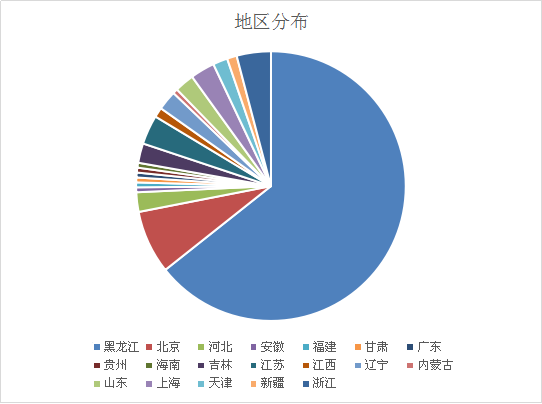 地区分布
黑龙江 北京 河北 安徽 福建 甘肃 广东
贵州 海南 吉林 江苏 江西 辽宁 内蒙古
山东 上海 天津 新疆 浙江